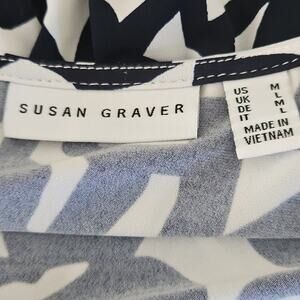 SUSAN GRAVER
US M
UK L
DE M
IT L
MADE IN
VIETNAM